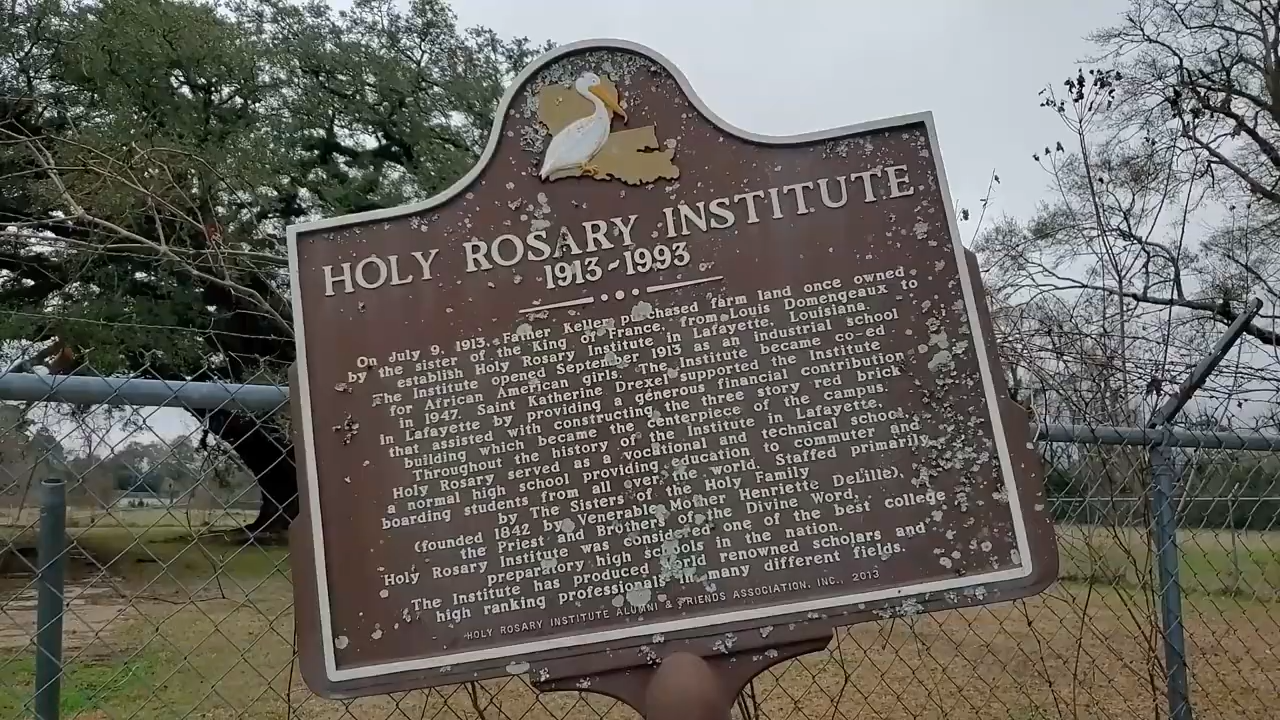 HOLY ROSARY INSTITUTE
1913-1993
On July 9, 1913, Father Keller purchased farm land once owned
by the sister of the King of France, from Louis Domengeaux to
establish Holy Rosary Institute in Lafayette, Louisiana.
The Institute opened September 1913 as an industrial school
for African American girls. The Institute became co-ed
in 1947. Saint Katherine Drexel supported the Institute
in Lafayette by providing a generous financial contribution
that assisted with constructing the three story red brick
building which became the centerpiece of the campus.
Throughout the history of the Institute in Lafayette,
Holy Rosary served as a vocational and technical school,
a normal high school providing education to commuter and
boarding students from all over the world. Staffed primarily
by The Sisters of the Holy Family
(founded 1842 by Venerable Mother Henriette DeLille),
the Priest and Brothers of the Divine Word,
Holy Rosary Institute was considered one of the best college
preparatory high schools in the nation.
The Institute has produced world renowned scholars and
high ranking professionals in many different fields.
HOLY ROSARY INSTITUTE ALUMNI & FRIENDS ASSOCIATION, INC. 2013